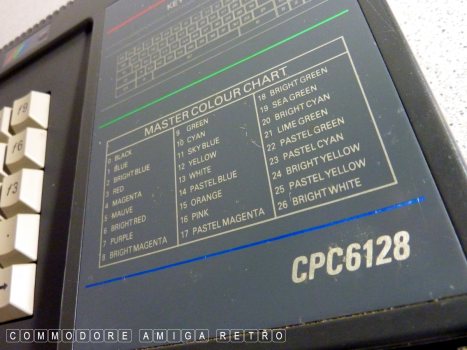 KEY
MASTER COLOUR CHART
0 BLACK
1 BLUE
2 BRIGHT BLUE
3 RED
4 MAGENTA
5 MAUVE
6 BRIGHT RED
7 PURPLE
8 BRIGHT MAGENTA
9 GREEN
10 CYAN
11 SKY BLUE
12 YELLOW
13 WHITE
14 PASTEL BLUE
15 ORANGE
16 PINK
17 PASTEL MAGENTA
18 BRIGHT GREEN
19 SEA GREEN
20 BRIGHT CYAN
21 LIME GREEN
22 PASTEL GREEN
23 PASTEL CYAN
24 BRIGHT YELLOW
25 PASTEL YELLOW
26 BRIGHT WHITE
CPC6128
f9
f6
f3
COMMODORE AMIGA RETRO